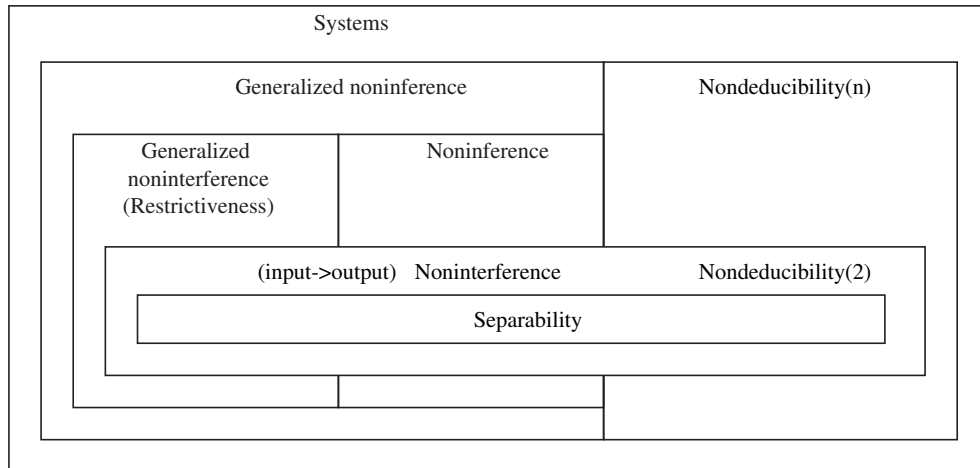 Systems
Generalized noninference
Nondeducibility(n)
Generalized
noninterference
(Restrictiveness)
Noninference
(input->output) Noninterference
Nondeducibility(2)
Separability